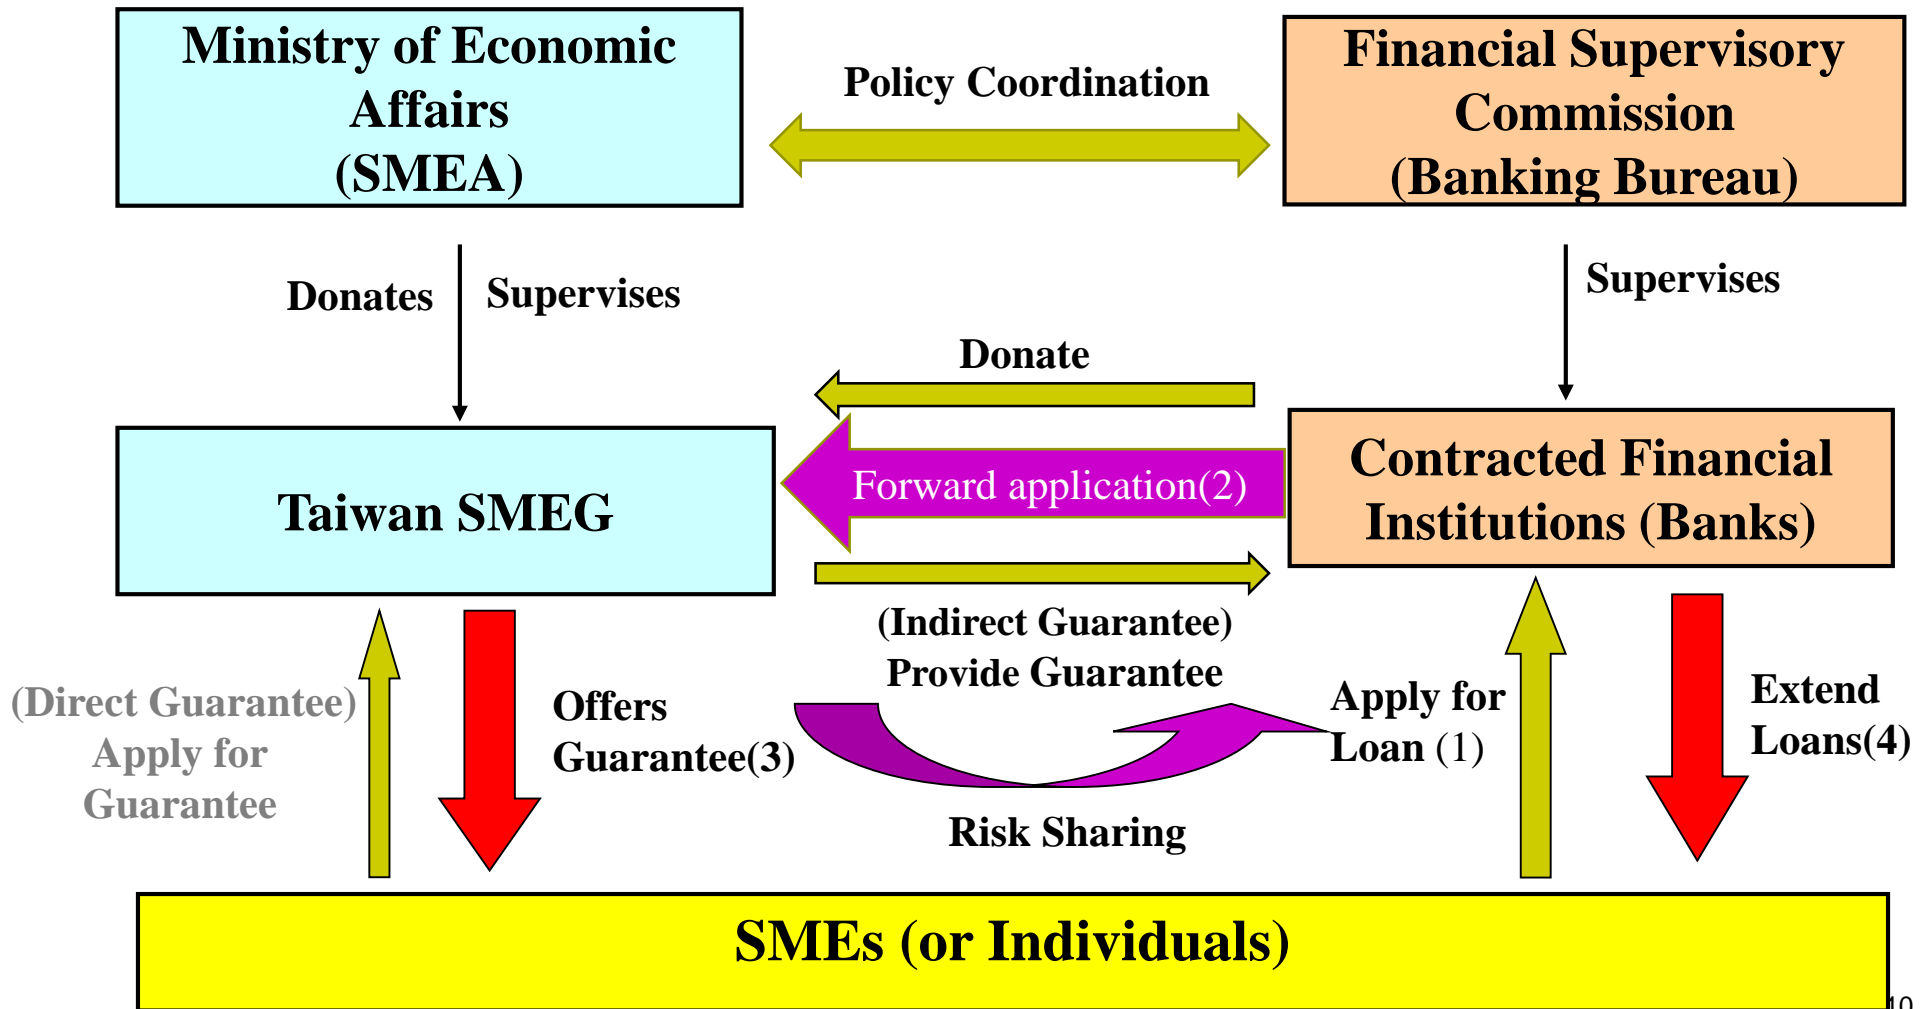 Ministry of Economic
Affairs
(SMEA)
Policy Coordination
Financial Supervisory
Commission
(Banking Bureau)
Donates
Supervises
Supervises
Donate
Taiwan SMEG
Forward application(2)
Contracted Financial
Institutions (Banks)
(Indirect Guarantee)
Provide Guarantee
(Direct Guarantee)
Apply for
Guarantee
Offers
Guarantee(3)
Risk Sharing
Apply for
Loan (1)
Extend
Loans(4)
SMEs (or Individuals)
10